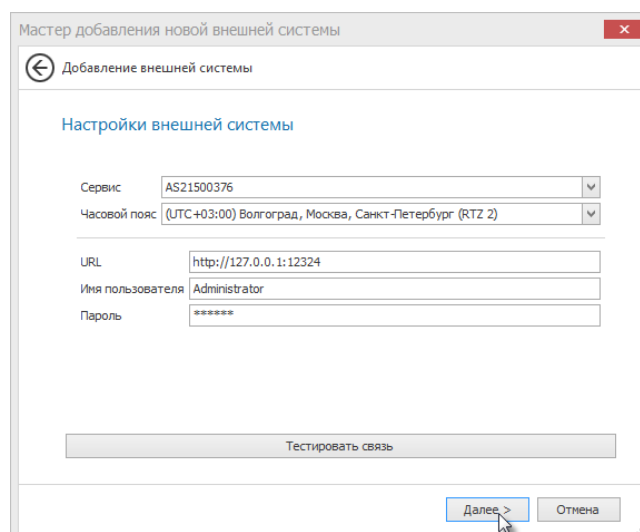 Мастер добавления новой внешней системы
Добавление внешней системы
Настройки внешней системы
Сервис AS21500376
Часовой пояс (UTC+03:00) Волгоград, Москва, Санкт-Петербург (RTZ 2)
URL http://127.0.0.1:12324
Имя пользователя Administrator
Пароль ******
Тестировать связь
Далее > Отмена